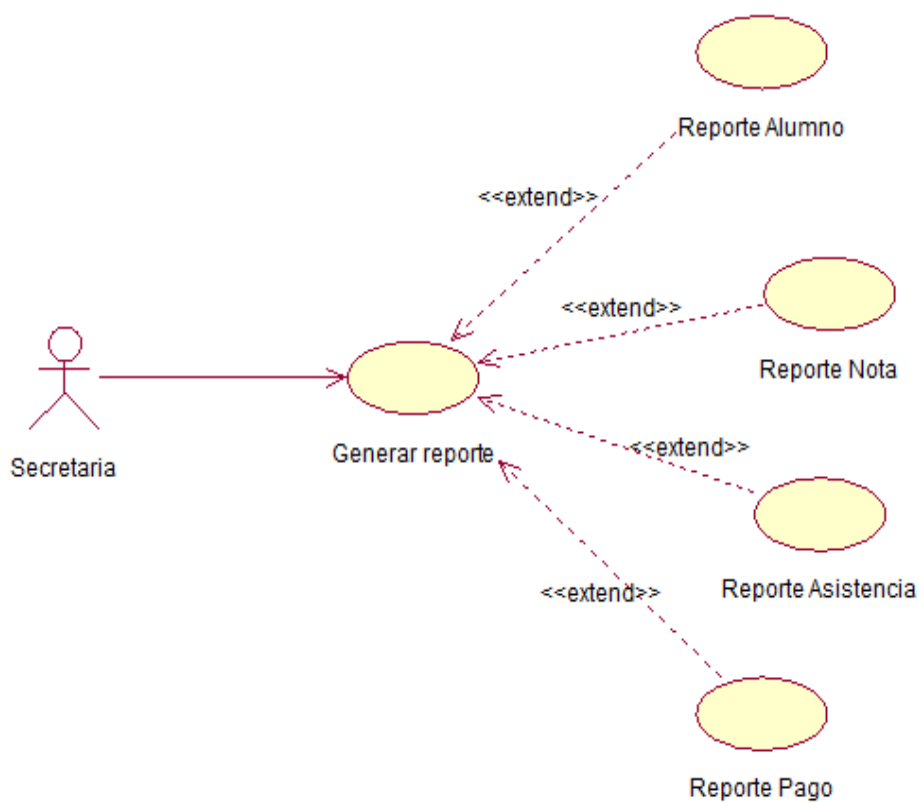 Reporte Alumno
<<extend>>
<<extend>>
Reporte Nota
Secretaria
Generar reporte
<<extend>>
Reporte Asistencia
<<extend>>
Reporte Pago